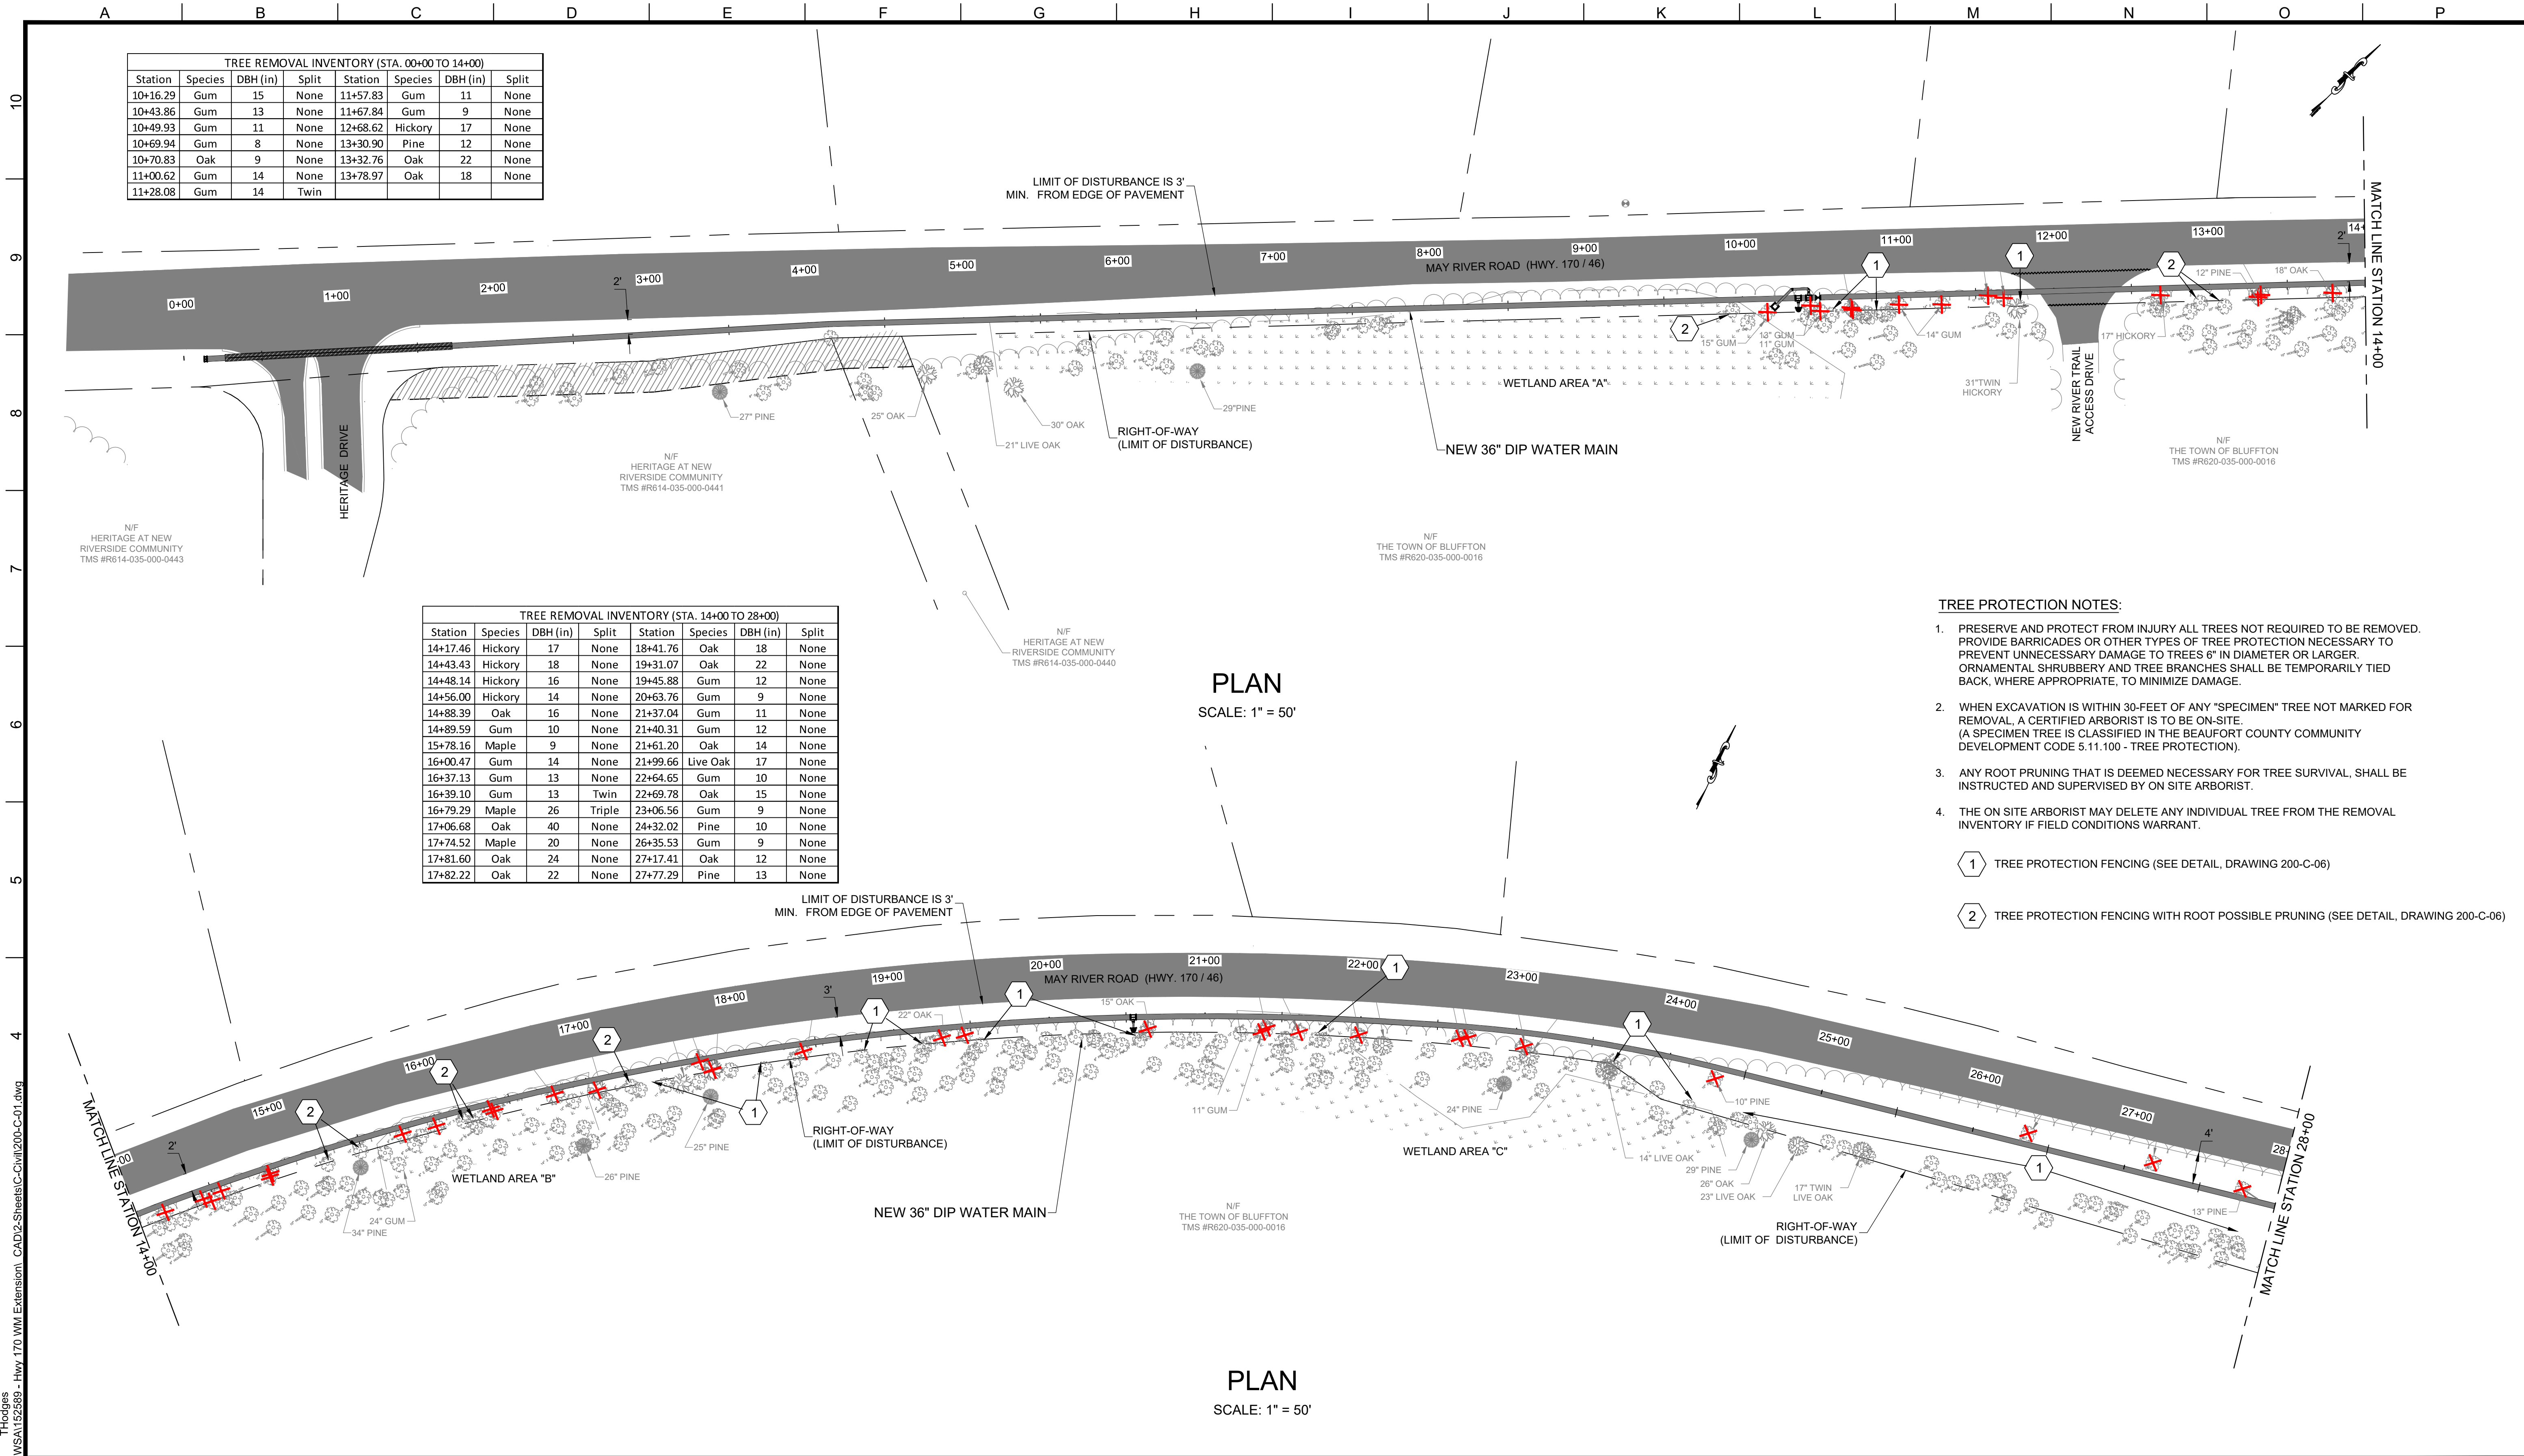 A B C D E F G H I J K L M N O P
10
9
8
7
6
5
4
TREE REMOVAL INVENTORY (STA. 00+00 TO 14+00)
Station Species DBH (in) Split Station Species DBH (in) Split
10+16.29 Gum 15 None 11+57.83 Gum 11 None
10+43.86 Gum 13 None 11+67.84 Gum 9 None
10+49.93 Gum 11 None 12+68.62 Hickory 17 None
10+69.94 Gum 8 None 13+30.90 Pine 12 None
10+70.83 Oak 9 None 13+32.76 Oak 22 None
11+00.62 Gum 14 None 13+78.97 Oak 18 None
11+28.08 Gum 14 Twin
LIMIT OF DISTURBANCE IS 3'
MIN. FROM EDGE OF PAVEMENT
0+00 1+00 2+00 3+00 4+00 5+00 6+00 7+00 8+00 9+00 10+00 11+00 12+00 13+00 14+
MAY RIVER ROAD (HWY. 170 / 46)
2'
2'
1
1
2
2
12" PINE
18" OAK
MATCH LINE STATION 14+00
15" GUM
13" GUM
11" GUM
14" GUM
17" HICKORY
31"TWIN
HICKORY
NEW RIVER TRAIL
ACCESS DRIVE
WETLAND AREA "A"
27" PINE
25" OAK
21" LIVE OAK
30" OAK
29"PINE
RIGHT-OF-WAY
(LIMIT OF DISTURBANCE)
NEW 36" DIP WATER MAIN
HERITAGE DRIVE
N/F
HERITAGE AT NEW
RIVERSIDE COMMUNITY
TMS #R614-035-000-0443
N/F
HERITAGE AT NEW
RIVERSIDE COMMUNITY
TMS #R614-035-000-0441
N/F
HERITAGE AT NEW
RIVERSIDE COMMUNITY
TMS #R614-035-000-0440
N/F
THE TOWN OF BLUFFTON
TMS #R620-035-000-0016
N/F
THE TOWN OF BLUFFTON
TMS #R620-035-000-0016
PLAN
SCALE: 1" = 50'
TREE REMOVAL INVENTORY (STA. 14+00 TO 28+00)
Station Species DBH (in) Split Station Species DBH (in) Split
14+17.46 Hickory 17 None 18+41.76 Oak 18 None
14+43.43 Hickory 18 None 19+31.07 Oak 22 None
14+48.14 Hickory 16 None 19+45.88 Gum 12 None
14+56.00 Hickory 14 None 20+63.76 Gum 9 None
14+88.39 Oak 16 None 21+37.04 Gum 11 None
14+89.59 Gum 10 None 21+40.31 Gum 12 None
15+78.16 Maple 9 None 21+61.20 Oak 14 None
16+00.47 Gum 14 None 21+99.66 Live Oak 17 None
16+37.13 Gum 13 None 22+64.65 Gum 10 None
16+39.10 Gum 13 Twin 22+69.78 Oak 15 None
16+79.29 Maple 26 Triple 23+06.56 Gum 9 None
17+06.68 Oak 40 None 24+32.02 Pine 10 None
17+74.52 Maple 20 None 26+35.53 Gum 9 None
17+81.60 Oak 24 None 27+17.41 Oak 12 None
17+82.22 Oak 22 None 27+77.29 Pine 13 None
TREE PROTECTION NOTES:
1. PRESERVE AND PROTECT FROM INJURY ALL TREES NOT REQUIRED TO BE REMOVED.
PROVIDE BARRICADES OR OTHER TYPES OF TREE PROTECTION NECESSARY TO
PREVENT UNNECESSARY DAMAGE TO TREES 6" IN DIAMETER OR LARGER.
ORNAMENTAL SHRUBBERY AND TREE BRANCHES SHALL BE TEMPORARILY TIED
BACK, WHERE APPROPRIATE, TO MINIMIZE DAMAGE.
2. WHEN EXCAVATION IS WITHIN 30-FEET OF ANY "SPECIMEN" TREE NOT MARKED FOR
REMOVAL, A CERTIFIED ARBORIST IS TO BE ON-SITE.
(A SPECIMEN TREE IS CLASSIFIED IN THE BEAUFORT COUNTY COMMUNITY
DEVELOPMENT CODE 5.11.100 - TREE PROTECTION).
3. ANY ROOT PRUNING THAT IS DEEMED NECESSARY FOR TREE SURVIVAL, SHALL BE
INSTRUCTED AND SUPERVISED BY ON SITE ARBORIST.
4. THE ON SITE ARBORIST MAY DELETE ANY INDIVIDUAL TREE FROM THE REMOVAL
INVENTORY IF FIELD CONDITIONS WARRANT.
1 TREE PROTECTION FENCING (SEE DETAIL, DRAWING 200-C-06)
2 TREE PROTECTION FENCING WITH ROOT POSSIBLE PRUNING (SEE DETAIL, DRAWING 200-C-06)
LIMIT OF DISTURBANCE IS 3'
MIN. FROM EDGE OF PAVEMENT
-00 15+00 16+00 17+00 18+00 19+00 20+00 21+00 22+00 23+00 24+00 25+00 26+00 27+00 28-
MAY RIVER ROAD (HWY. 170 / 46)
2'
3'
4'
2
2
2
1
1
1
1
1
1
22" OAK
15" OAK
MATCH LINE STATION 14+00
34" PINE
24" GUM
WETLAND AREA "B"
26" PINE
25" PINE
RIGHT-OF-WAY
(LIMIT OF DISTURBANCE)
NEW 36" DIP WATER MAIN
11" GUM
N/F
THE TOWN OF BLUFFTON
TMS #R620-035-000-0016
24" PINE
WETLAND AREA "C"
10" PINE
14" LIVE OAK
29" PINE
26" OAK
23" LIVE OAK
17" TWIN
LIVE OAK
RIGHT-OF-WAY
(LIMIT OF DISTURBANCE)
13" PINE
MATCH LINE STATION 28+00
PLAN
SCALE: 1" = 50'
THodges
WSA\1525589 - Hwy 170 WM Extension\_CAD\2-Sheets\C-Civil\200-C-01.dwg